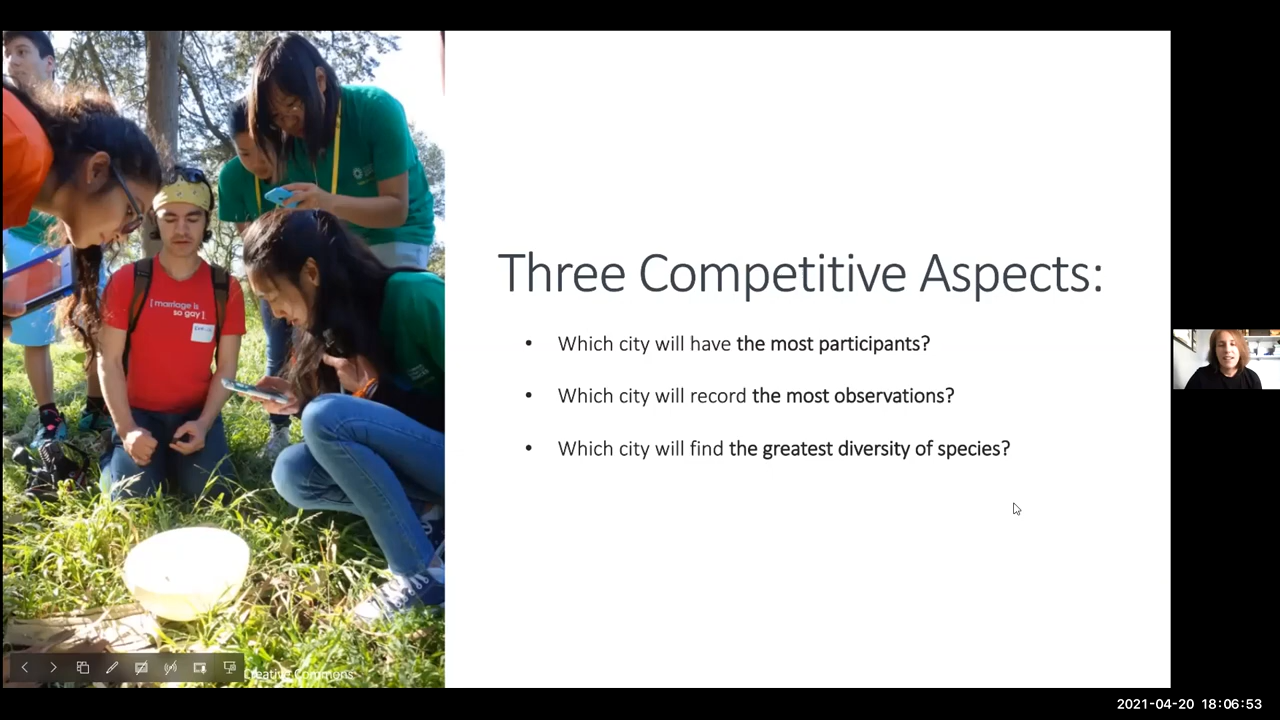 [ marriage is
so gay ].
Three Competitive Aspects:
• Which city will have the most participants?
• Which city will record the most observations?
• Which city will find the greatest diversity of species?
Creative Commons
2021-04-20 18:06:53